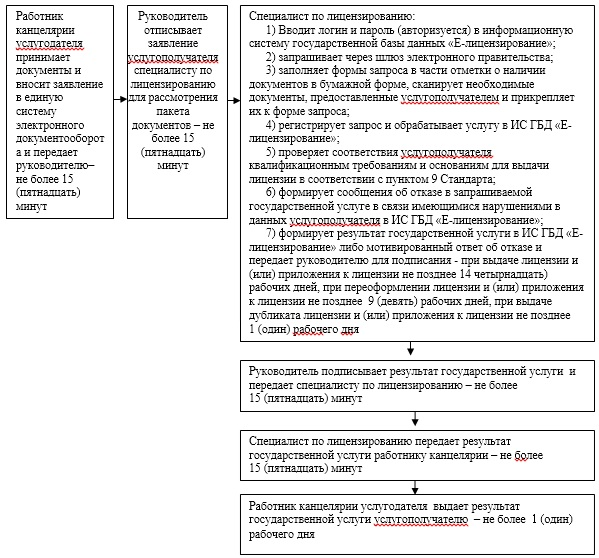 Работник
канцелярии
услугодателя
принимает
документы и
вносит заявление
в единую
систему
электронного
документооборот
а и передает
руководителю–
не более 15
(пятнадцать)
минут
Руководитель
отписывает
заявление
услугополучателя
специалисту по
лицензированию
для рассмотрения
пакета
документов – не
более 15
(пятнадцать)
минут
Специалист по лицензированию:
1) Вводит логин и пароль (авторизуется) в информационную
систему государственной базы данных «Е-лицензирование»;
2) запрашивает через шлюз электронного правительства;
3) заполняет формы запроса в части отметки о наличии
документов в бумажной форме, сканирует необходимые
документы, предоставленные услугополучателем и прикрепляет
их к форме запроса;
4) регистрирует запрос и обрабатывает услугу в ИС ГБД «Е-
лицензирование»;
5) проверяет соответствия услугополучателя
квалификационным требованиям и основаниям для выдачи
лицензии в соответствии с пунктом 9 Стандарта;
6) формирует сообщения об отказе в запрашиваемой
государственной услуге в связи имеющимися нарушениями в
данных услугополучателя в ИС ГБД «Е-лицензирование»;
7) формирует результат государственной услуги в ИС ГБД «Е-
лицензирование» либо мотивированный ответ об отказе и
передает руководителю для подписания - при выдаче лицензии и
(или) приложения к лицензии не позднее 14 четырнадцать)
рабочих дней, при переоформлении лицензии и (или) приложения
к лицензии не позднее 9 (девять) рабочих дней, при выдаче
дубликата лицензии и (или) приложения к лицензии не позднее
1 (один) рабочего дня
Руководитель подписывает результат государственной услуги и
передает специалисту по лицензированию – не более
15 (пятнадцать) минут
Специалист по лицензированию передает результат
государственной услуги работнику канцелярии – не более
15 (пятнадцать) минут
Работник канцелярии услугодателя выдает результат
государственной услуги услугополучателю – не более 1 (один)
рабочего дня